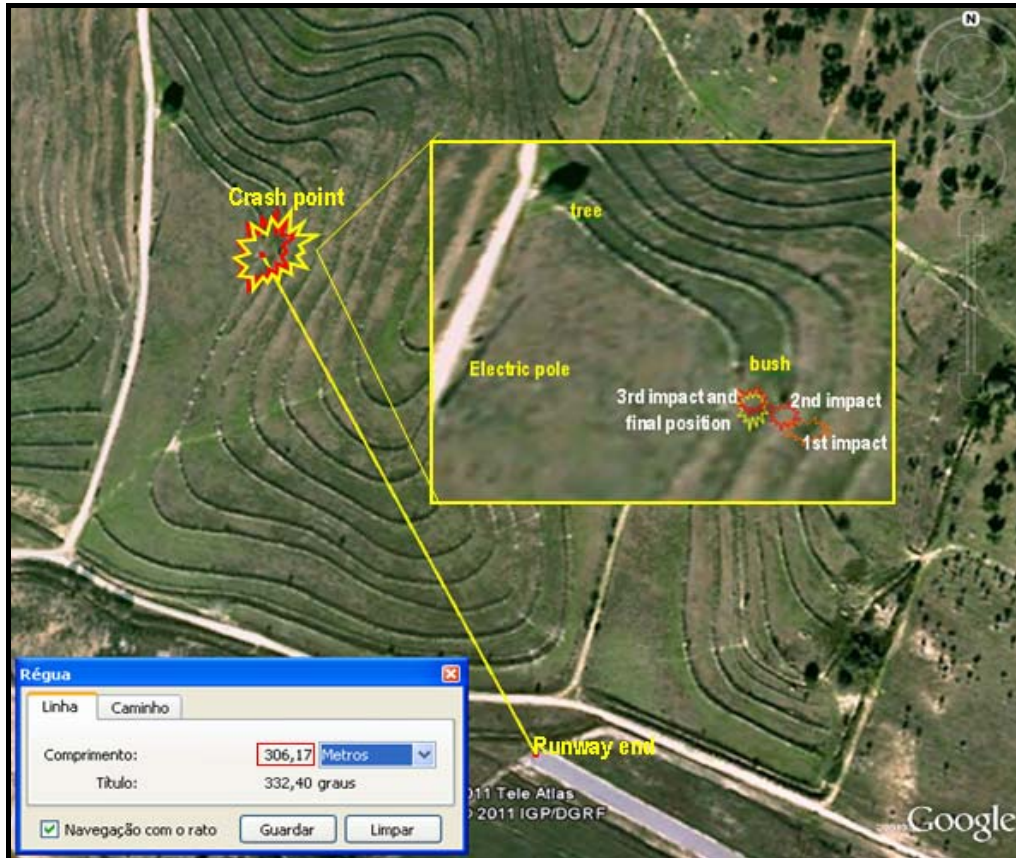 N
Crash point
tree
Electric pole
bush
3rd impact and
final position
2nd impact
1st impact
Runway end
Régua
Linha
Caminho
Comprimento:
306,17
Metros
Título:
332,40 graus
Navegação com o rato
Guardar
Limpar
011 Tele Atlas
2011 IGP/DGRF
Google